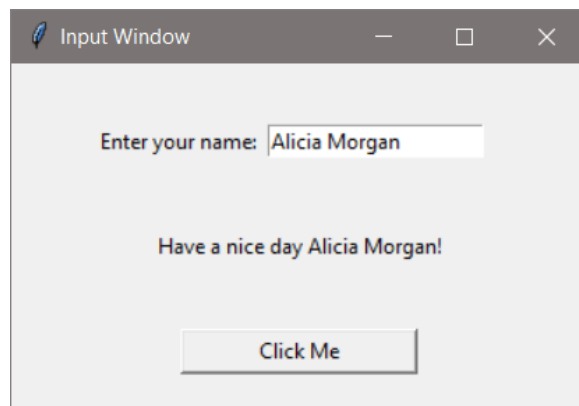 Input Window
Enter your name: Alicia Morgan
Have a nice day Alicia Morgan!
Click Me